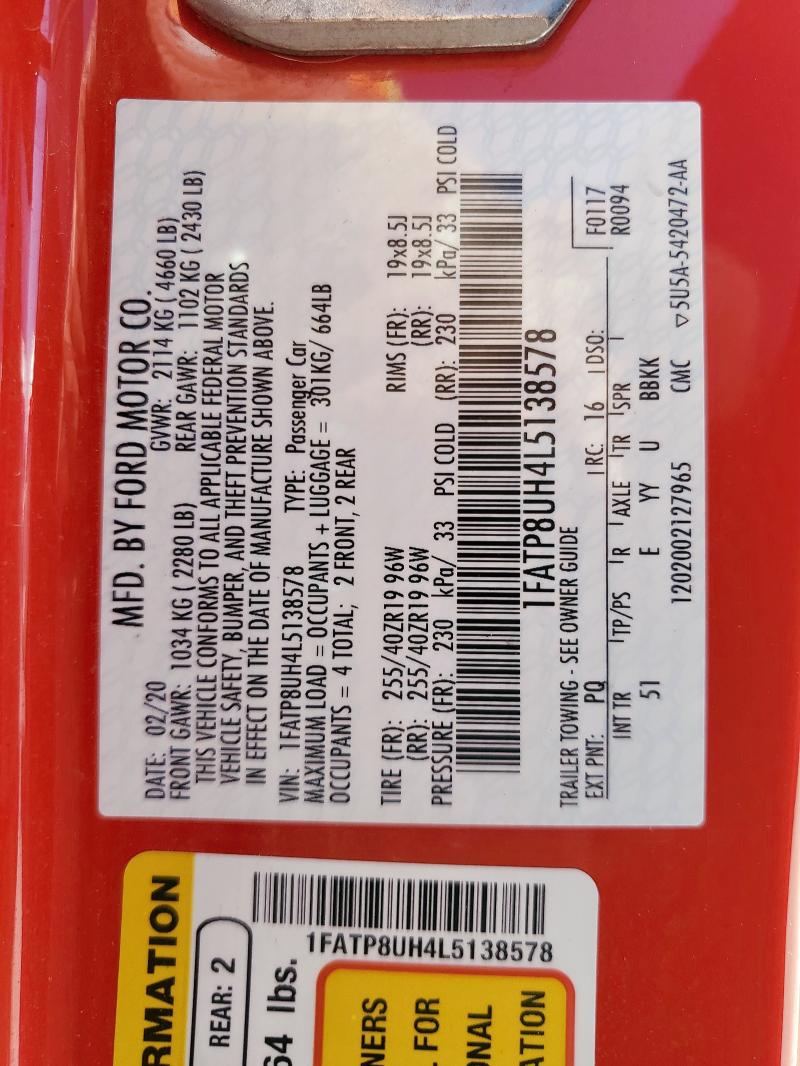 MFD. BY FORD MOTOR CO.
DATE: 02/20 GVWR: 2114 KG ( 4660 LB)
FRONT GAWR: 1034 KG ( 2280 LB) REAR GAWR: 1102 KG ( 2430 LB)
THIS VEHICLE CONFORMS TO ALL APPLICABLE FEDERAL MOTOR
VEHICLE SAFETY, BUMPER, AND THEFT PREVENTION STANDARDS
IN EFFECT ON THE DATE OF MANUFACTURE SHOWN ABOVE.
VIN: 1FATP8UH4L5138578 TYPE: Passenger Car
MAXIMUM LOAD = OCCUPANTS + LUGGAGE = 301KG/ 664LB
OCCUPANTS = 4 TOTAL; 2 FRONT, 2 REAR
TIRE (FR): 255/40ZR19 96W RIMS (FR): 19x8.5J
(RR): 255/40ZR19 96W (RR): 19x8.5J
PRESSURE (FR): 230 kPa/ 33 PSI COLD (RR): 230 kPa/ 33 PSI COLD
1FATP8UH4L5138578
TRAILER TOWING - SEE OWNER GUIDE
EXT PNT: PQ RC: 16 DSO: F0117
R0094
INT TR TP/PS R AXLE TR SPR
51 E YY U BBKK
1202002127965 CMC ▽5U5A-5420472-AA
RMATION
REAR: 2
64 lbs.
1FATP8UH4L5138578
NERS
FOR
ONAL
ATION